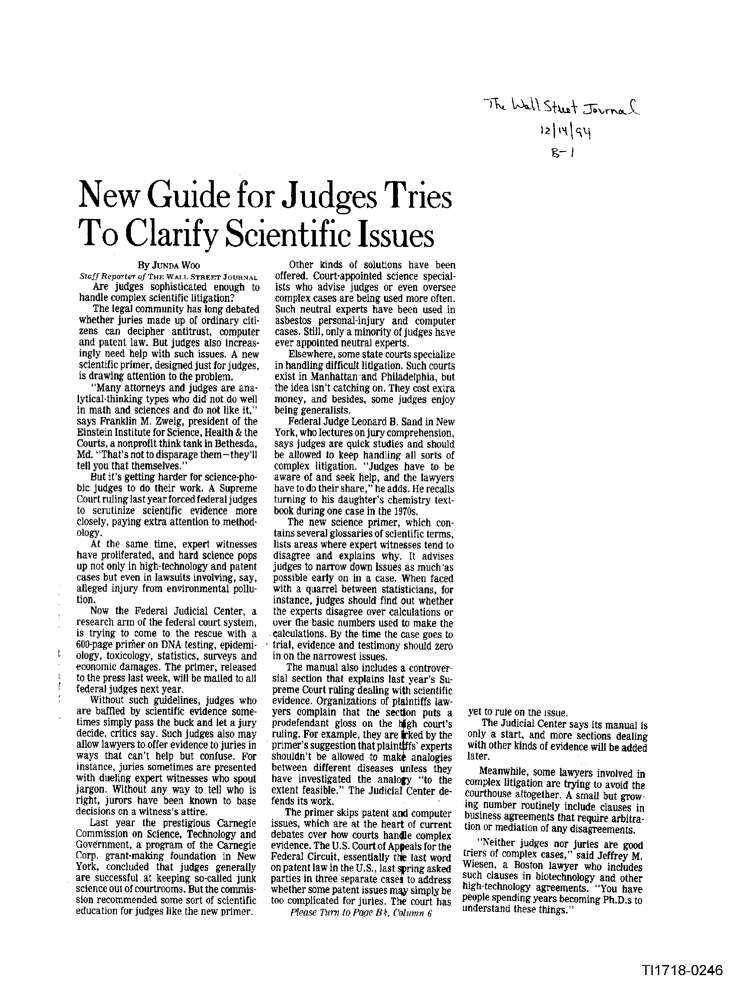 The Wall Street Journal
12/14/94
B-1
New Guide for Judges Tries
To Clarify Scientific Issues
By JUNDA WOO
Staff Reporter of THE WALL STREET JOURNAL
Are judges sophisticated enough to
handle complex scientific litigation?
The legal community has long debated
whether juries made up of ordinary citi-
zens can decipher antitrust, computer
and patent law. But judges also increas-
ingly need help with such issues. A new
scientific primer, designed just for judges,
is drawing attention to the problem.
"Many attorneys and judges are ana-
lytical-thinking types who did not do well
in math and sciences and do not like it,"
says Franklin M. Zweig, president of the
Einstein Institute for Science, Health & the
Courts, a nonprofit think tank in Bethesda,
Md. "That's not to disparage them—they'll
tell you that themselves."
But it's getting harder for science-pho-
bic judges to do their work. A Supreme
Court ruling last year forced federal judges
to scrutinize scientific evidence more
closely, paying extra attention to method-
ology.
At the same time, expert witnesses
have proliferated, and hard science pops
up not only in high-technology and patent
cases but even in lawsuits involving, say,
alleged injury from environmental pollu-
tion.
Now the Federal Judicial Center, a
research arm of the federal court system,
is trying to come to the rescue with a
600-page primer on DNA testing, epidemi-
ology, toxicology, statistics, surveys and
economic damages. The primer, released
to the press last week, will be mailed to all
federal judges next year.
Without such guidelines, judges who
are baffled by scientific evidence some-
times simply pass the buck and let a jury
decide, critics say. Such judges also may
allow lawyers to offer evidence to juries in
ways that can't help but confuse. For
instance, juries sometimes are presented
with dueling expert witnesses who spout
jargon. Without any way to tell who is
right, jurors have been known to base
decisions on a witness's attire.
Last year the prestigious Carnegie
Commission on Science, Technology and
Government, a program of the Carnegie
Corp. grant-making foundation in New
York, concluded that judges generally
are successful at keeping so-called junk
science out of courtrooms. But the commis-
sion recommended some sort of scientific
education for judges like the new primer.
Other kinds of solutions have been
offered. Court-appointed science special-
ists who advise judges or even oversee
complex cases are being used more often.
Such neutral experts have been used in
asbestos personal-injury and computer
cases. Still, only a minority of judges have
ever appointed neutral experts.
Elsewhere, some state courts specialize
in handling difficult litigation. Such courts
exist in Manhattan and Philadelphia, but
the idea isn't catching on. They cost extra
money, and besides, some judges enjoy
being generalists.
Federal Judge Leonard B. Sand in New
York, who lectures on jury comprehension,
says judges are quick studies and should
be allowed to keep handling all sorts of
complex litigation. "Judges have to be
aware of and seek help, and the lawyers
have to do their share," he adds. He recalls
turning to his daughter's chemistry text-
book during one case in the 1970s.
The new science primer, which con-
tains several glossaries of scientific terms,
lists areas where expert witnesses tend to
disagree and explains why. It advises
judges to narrow down issues as much as
possible early on in a case. When faced
with a quarrel between statisticians, for
instance, judges should find out whether
the experts disagree over calculations or
over the basic numbers used to make the
calculations. By the time the case goes to
trial, evidence and testimony should zero
in on the narrowest issues.
The manual also includes a controver-
sial section that explains last year's Su-
preme Court ruling dealing with scientific
evidence. Organizations of plaintiffs law-
yers complain that the section puts a
prodefendant gloss on the high court's
ruling. For example, they are irked by the
primer's suggestion that plaintiffs' experts
shouldn't be allowed to make analogies
between different diseases unless they
have investigated the analogy "to the
extent feasible." The Judicial Center de-
fends its work.
The primer skips patent and computer
issues, which are at the heart of current
debates over how courts handle complex
evidence. The U.S. Court of Appeals for the
Federal Circuit, essentially the last word
on patent law in the U.S., last spring asked
parties in three separate cases to address
whether some patent issues may simply be
too complicated for juries. The court has
Please Turn to Page B4, Column 6
yet to rule on the issue.
The Judicial Center says its manual is
only a start, and more sections dealing
with other kinds of evidence will be added
later.
Meanwhile, some lawyers involved in
complex litigation are trying to avoid the
courthouse altogether. A small but grow-
ing number routinely include clauses in
business agreements that require arbitra-
tion or mediation of any disagreements.
"Neither judges nor juries are good
triers of complex cases," said Jeffrey M.
Wiesen, a Boston lawyer who includes
such clauses in biotechnology and other
high-technology agreements. "You have
people spending years becoming Ph.D.s to
understand these things."
TI1718-0246